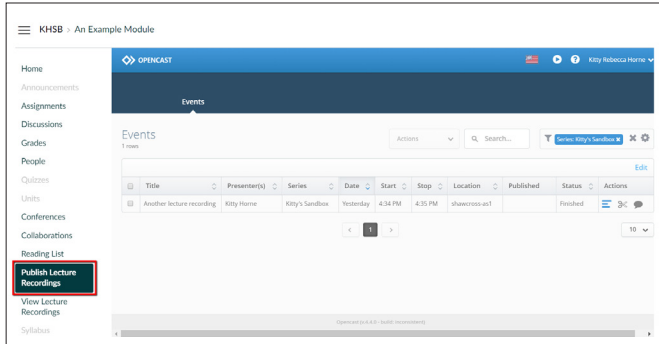 KHSB > An Example Module
Home
Announcements
Assignments
Discussions
Grades
People
Quizzes
Units
Conferences
Collaborations
Reading List
Publish Lecture
Recordings
View Lecture
Recordings
Syllabus
OPENCAST
Kitty Rebecca Horne
Events
Events
1 rows
Actions
Search...
Series: Kitty's Sandbox
Edit
Title Presenter(s) Series Date Start Stop Location Published Status Actions
Another lecture recording Kitty Horne Kitty's Sandbox Yesterday 4:34 PM 4:35 PM shawcross-as1 Finished
1
10